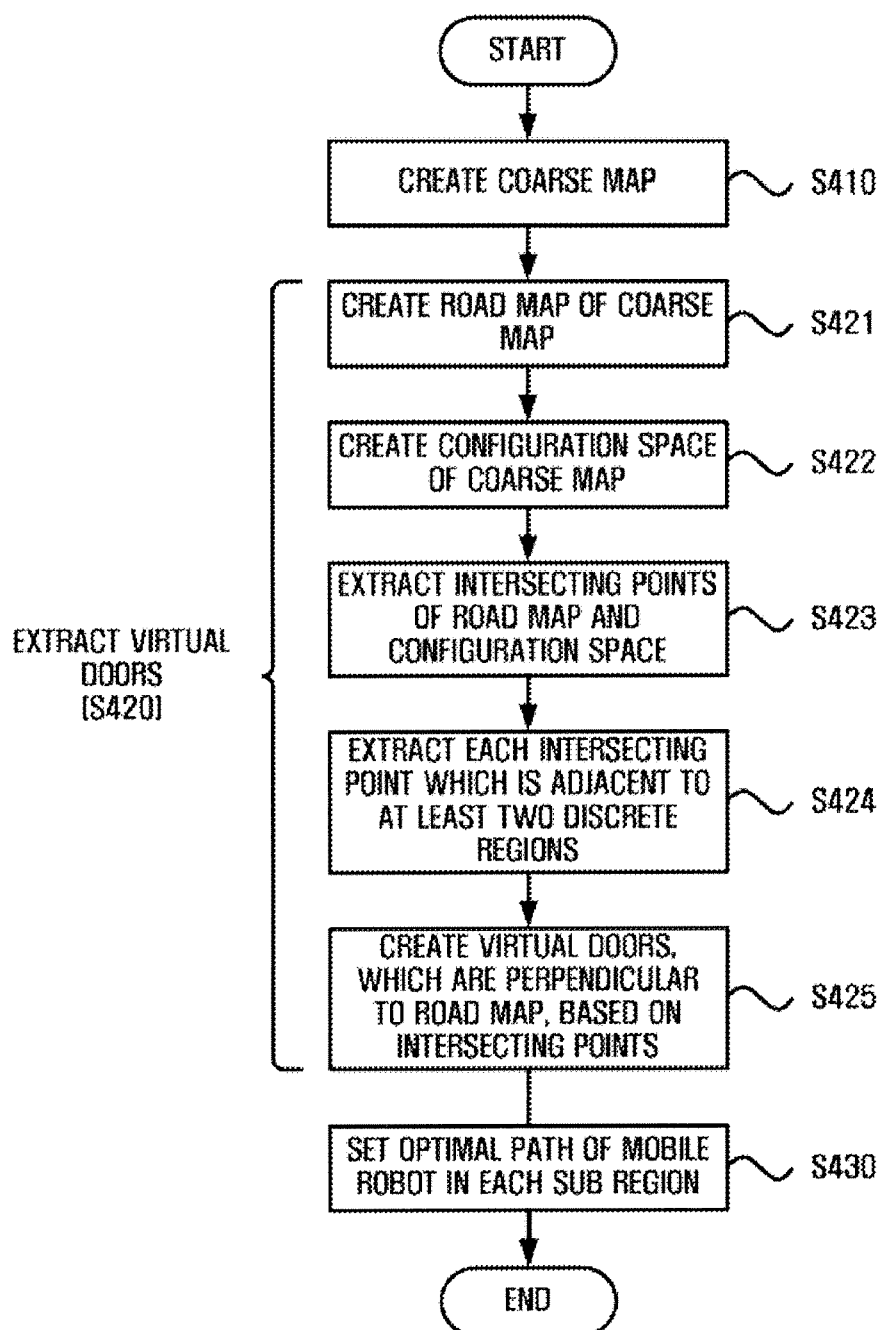 START
CREATE COARSE MAP
S410
CREATE ROAD MAP OF COARSE
MAP
S421
CREATE CONFIGURATION SPACE
OF COARSE MAP
S422
EXTRACT INTERSECTING POINTS
OF ROAD MAP AND
CONFIGURATION SPACE
S423
EXTRACT VIRTUAL
DOORS
(S420)
EXTRACT EACH INTERSECTING
POINT WHICH IS ADJACENT TO
AT LEAST TWO DISCRETE
REGIONS
S424
CREATE VIRTUAL DOORS,
WHICH ARE PERPENDICULAR
TO ROAD MAP, BASED ON
INTERSECTING POINTS
S425
SET OPTIMAL PATH OF MOBILE
ROBOT IN EACH SUB REGION
S430
END